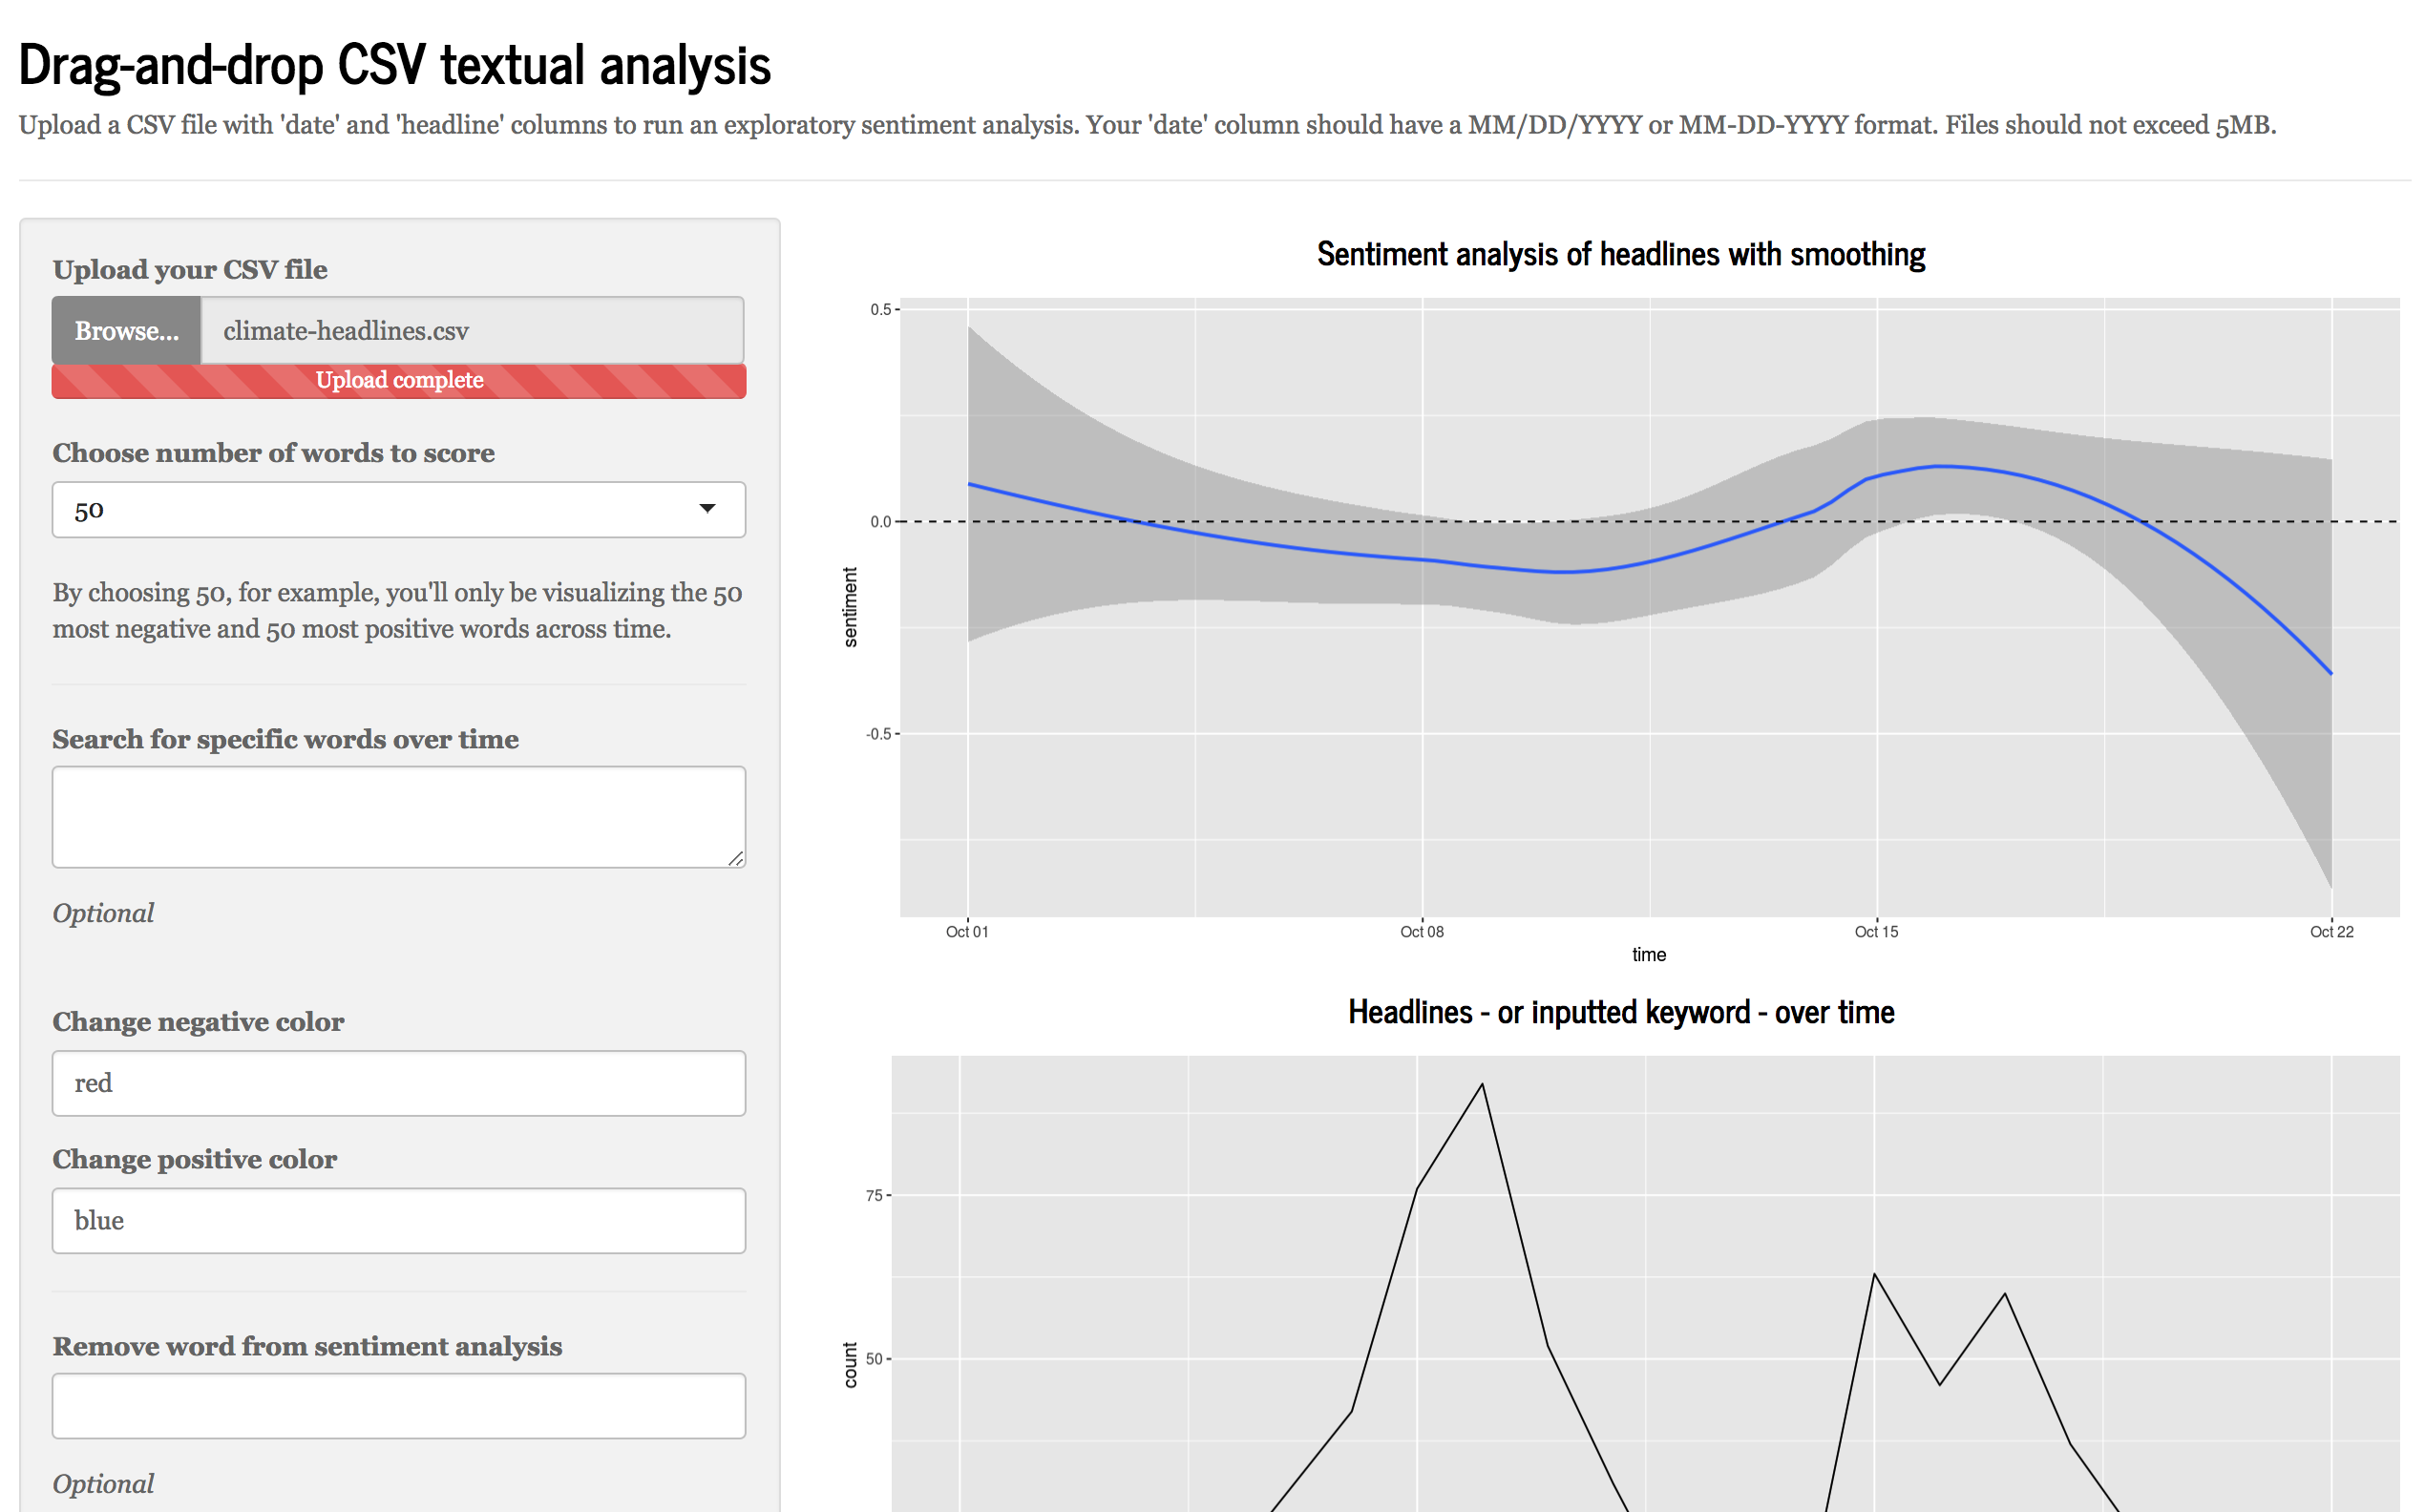 Drag-and-drop CSV textual analysis
Upload a CSV file with 'date' and 'headline' columns to run an exploratory sentiment analysis. Your 'date' column should have a MM/DD/YYYY or MM-DD-YYYY format. Files should not exceed 5MB.
Upload your CSV file
Browse...
climate-headlines.csv
Upload complete
Choose number of words to score
50
By choosing 50, for example, you'll only be visualizing the 50
most negative and 50 most positive words across time.
Search for specific words over time
Optional
Change negative color
red
Change positive color
blue
Remove word from sentiment analysis
Optional
Sentiment analysis of headlines with smoothing
0.5
0.0
-0.5
sentiment
Oct 01
Oct 08
Oct 15
Oct 22
time
Headlines - or inputted keyword - over time
75
50
count